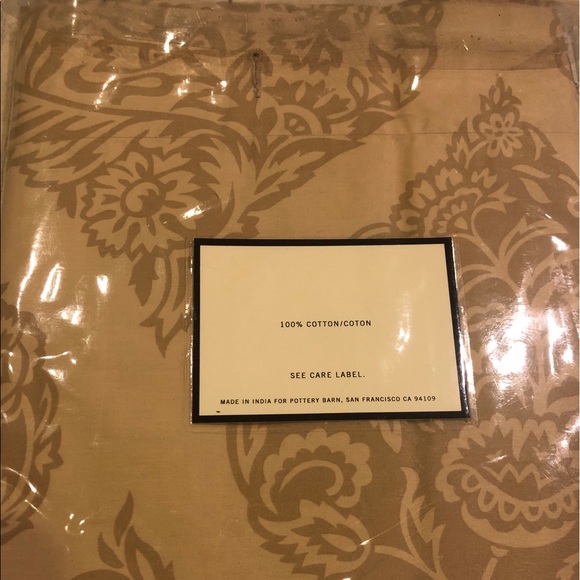 100% COTTON/COTON
SEE CARE LABEL.
MADE IN INDIA FOR POTTERY BARN, SAN FRANCISCO CA 94109